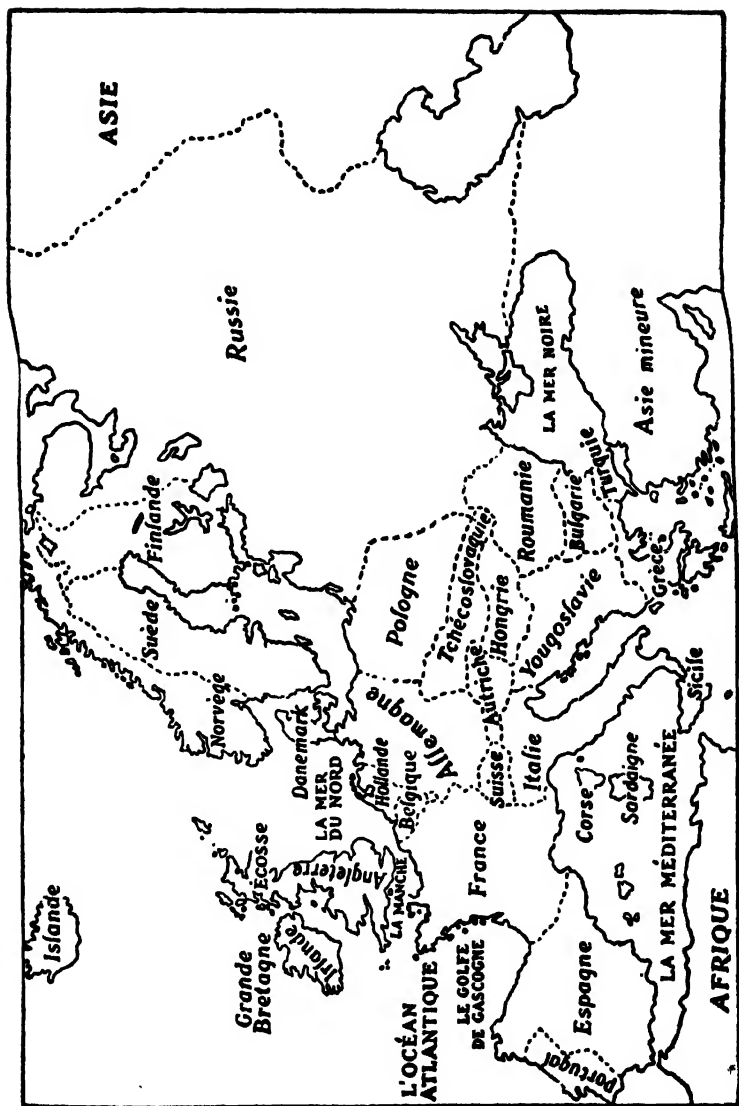 Islande
ASIE
Norvège
Suède
Finlande
Russie
Grande
Bretagne
ÉCOSSE
Irlande
Angleterre
Danemark
LA MER
DU NORD
Hollande
Belgique
LA MANCHE
L'OCÉAN
ATLANTIQUE
LE GOLFE
DE GASCOGNE
France
Allemagne
Pologne
Tchécoslovaquie
Suisse
Autriche
Hongrie
Roumanie
Italie
Yougoslavie
Bulgarie
LA MER NOIRE
Turquie
Asie mineure
Grèce
Portugal
Espagne
Corse
Sardaigne
Sicile
LA MER MÉDITERRANÉE
AFRIQUE